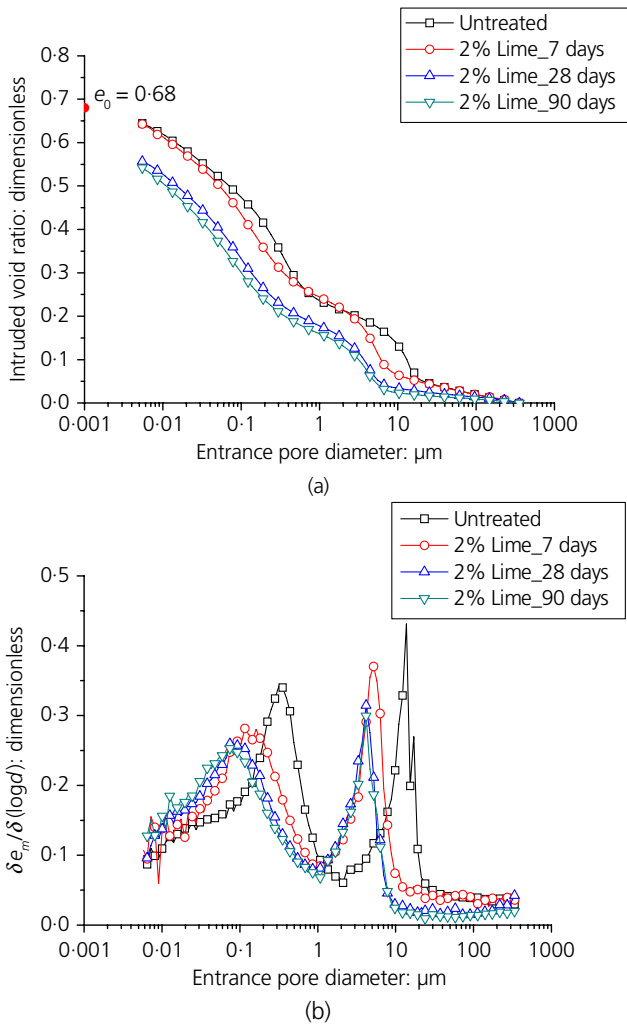 Untreated
2% Lime_7 days
2% Lime_28 days
2% Lime_90 days
0·8
0·7
0·6
0·5
0·4
0·3
0·2
0·1
0·0
e₀ = 0·68
Intruded void ratio: dimensionless
0·001
0·01
0·1
1
10
100
1000
Entrance pore diameter: µm
(a)
Untreated
2% Lime_7 days
2% Lime_28 days
2% Lime_90 days
0·5
0·4
0·3
0·2
0·1
0·0
δeₘ/δ(logd): dimensionless
0·001
0·01
0·1
1
10
100
1000
Entrance pore diameter: µm
(b)